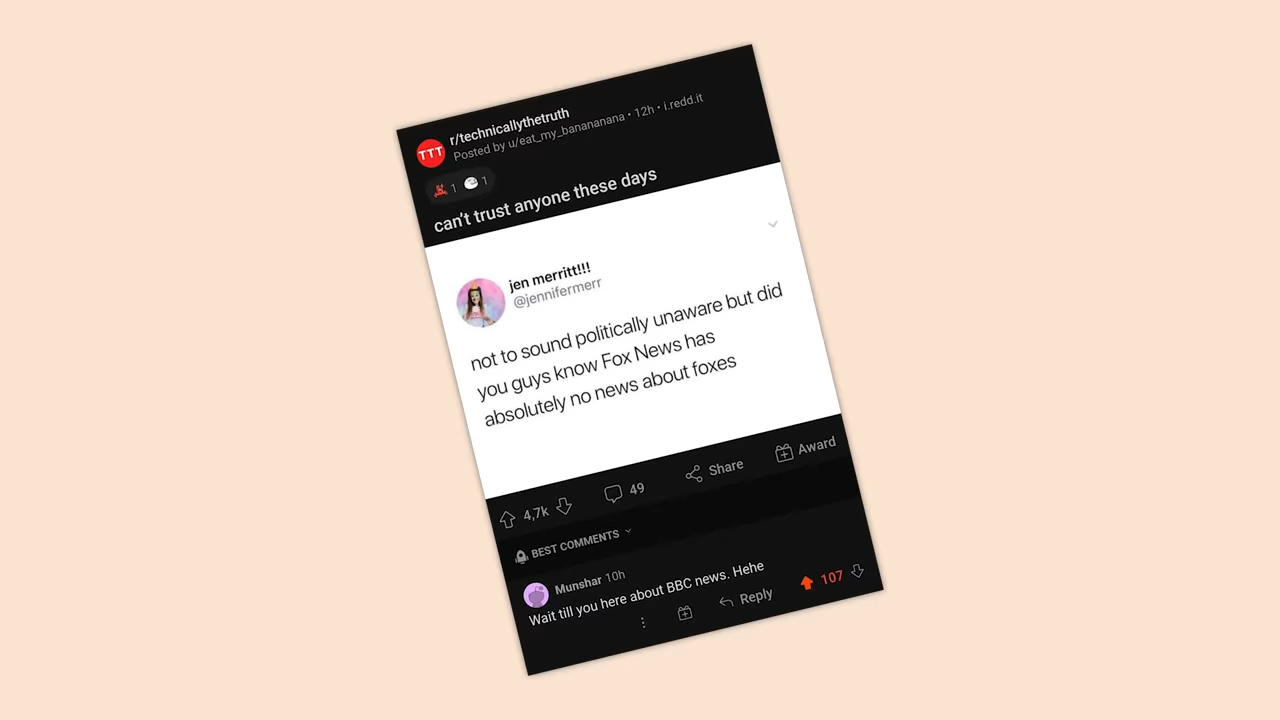 TTT
r/technicallythetruth
Posted by u/eat_my_banananana • 12h • i.redd.it
1 1
can't trust anyone these days
jen merritt!!!
@jennifermerr
not to sound politically unaware but did
you guys know Fox News has
absolutely no news about foxes
4,7k 49 Share Award
BEST COMMENTS
Munshar 10h
Wait till you here about BBC news. Hehe
Reply 107